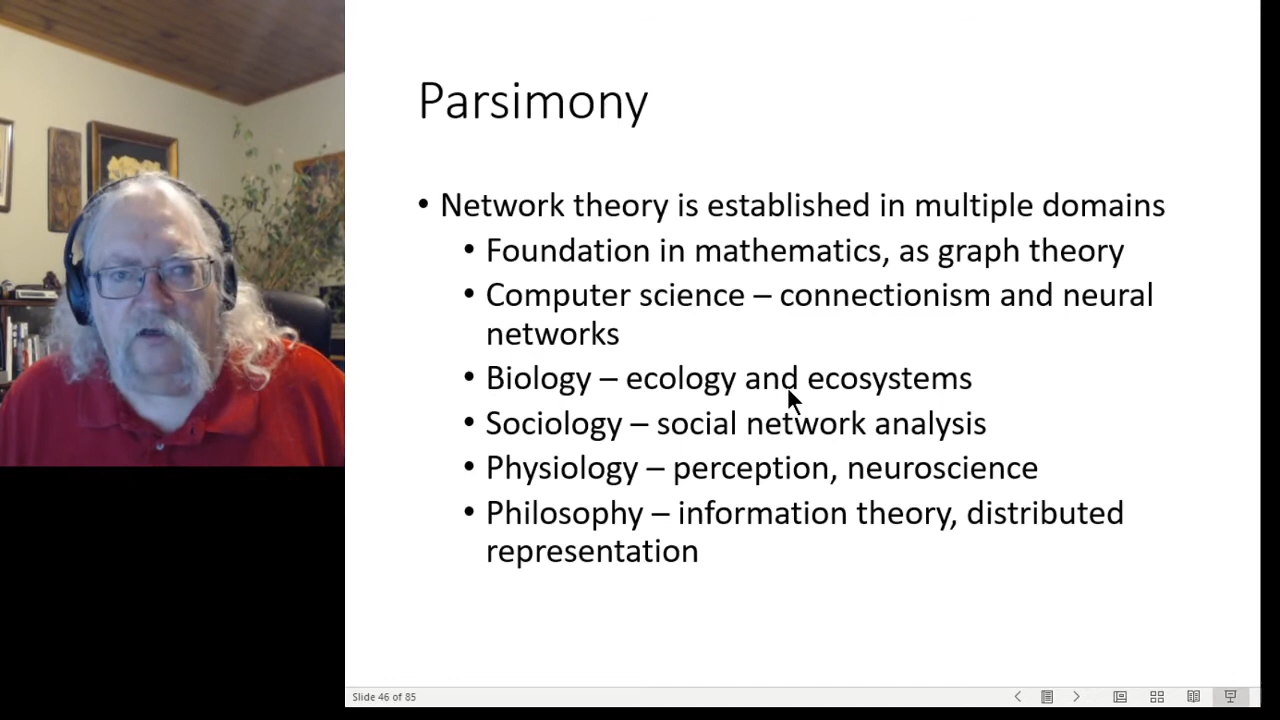 Parsimony
• Network theory is established in multiple domains
• Foundation in mathematics, as graph theory
• Computer science – connectionism and neural
networks
• Biology – ecology and ecosystems
• Sociology – social network analysis
• Physiology – perception, neuroscience
• Philosophy – information theory, distributed
representation
Slide 46 of 85